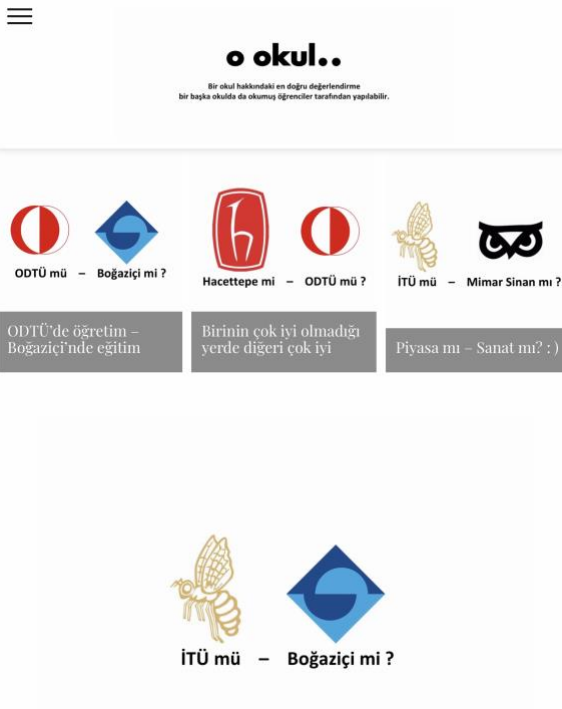 o okul..
Bir okul hakkındaki en doğru değerlendirme
bir başka okulda da okumuş öğrenciler tarafından yapılabilir.
ODTÜ mü – Boğaziçi mi ?
ODTÜ’de öğretim –
Boğaziçi’nde eğitim
Hacettepe mi – ODTÜ mü ?
Birinin çok iyi olmadığı
yerde diğeri çok iyi
İTÜ mü – Mimar Sinan mı ?
Piyasa mı – Sanat mı? : )
İTÜ mü – Boğaziçi mi ?